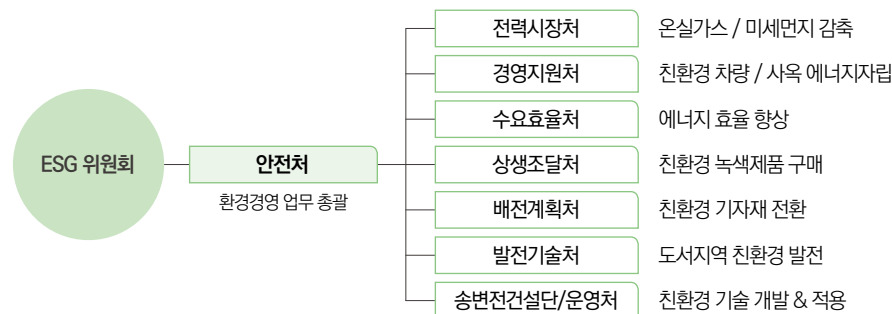 ESG 위원회
안전처
환경경영 업무 총괄
전력시장처 온실가스 / 미세먼지 감축
경영지원처 친환경 차량 / 사옥 에너지자립
수요효율처 에너지 효율 향상
상생조달처 친환경 녹색제품 구매
배전계획처 친환경 기자재 전환
발전기술처 도서지역 친환경 발전
송변전건설단/운영처 친환경 기술 개발 & 적용